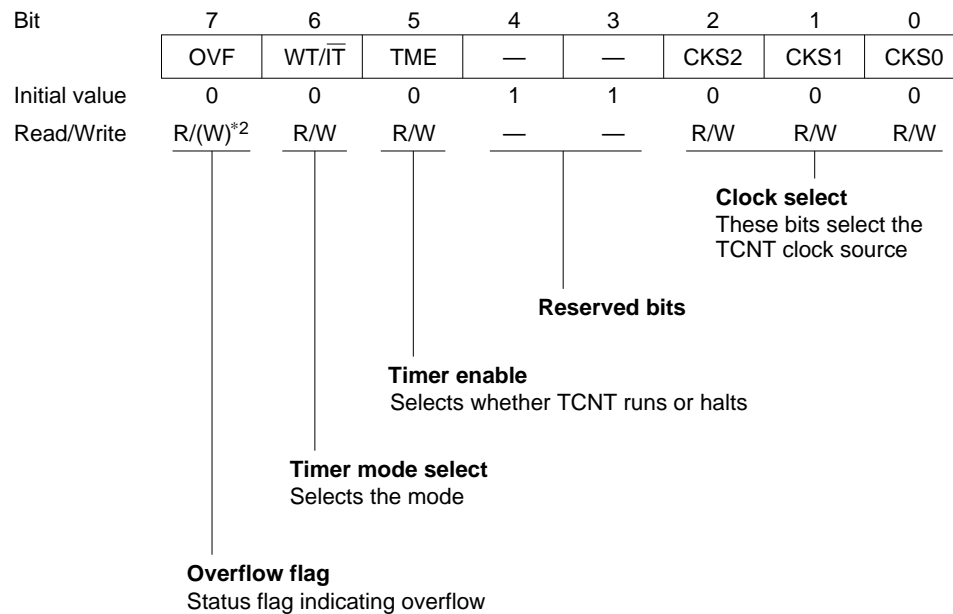 Bit 7 6 5 4 3 2 1 0
OVF WT/I̅T̅ TME — — CKS2 CKS1 CKS0
Initial value 0 0 0 1 1 0 0 0
Read/Write R/(W)*2 R/W R/W — — R/W R/W R/W
Clock select
These bits select the
TCNT clock source
Reserved bits
Timer enable
Selects whether TCNT runs or halts
Timer mode select
Selects the mode
Overflow flag
Status flag indicating overflow